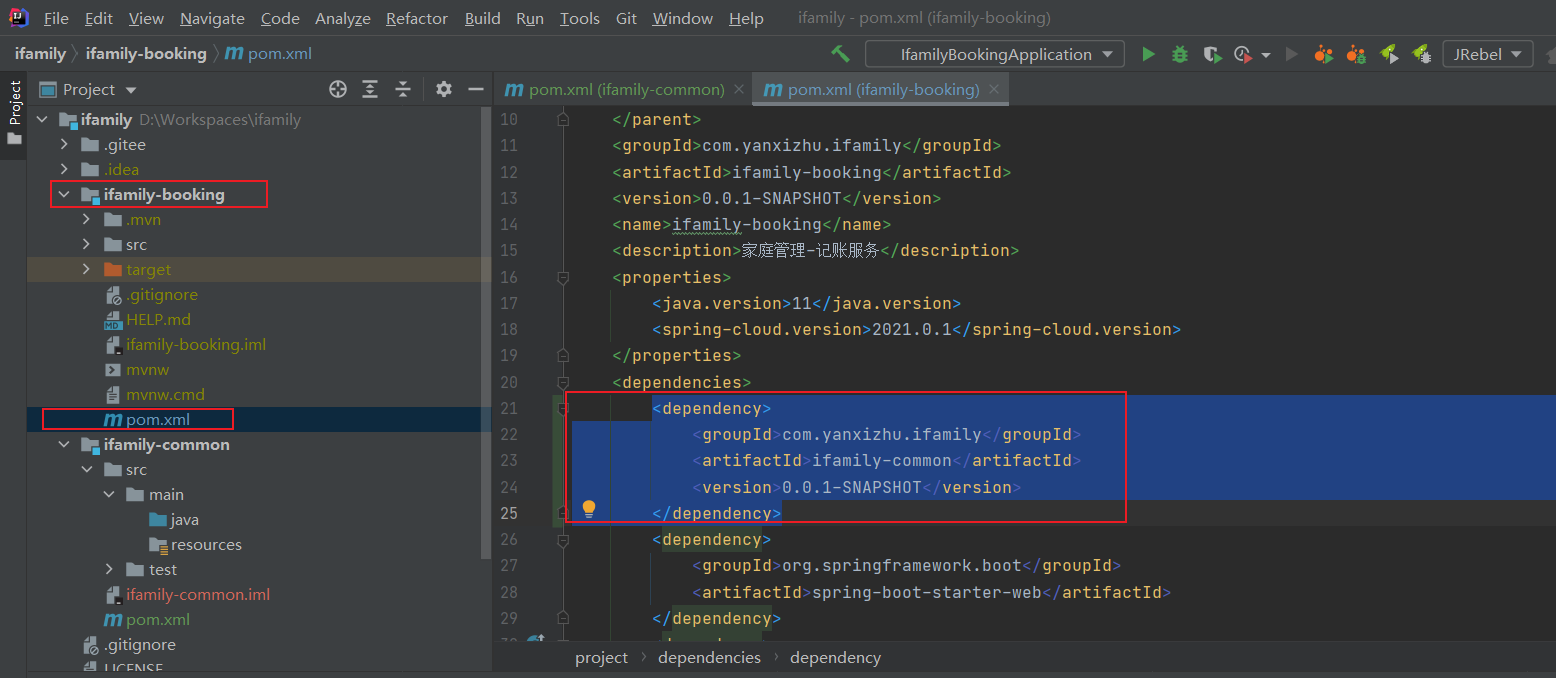 File Edit View Navigate Code Analyze Refactor Build Run Tools Git Window Help ifamily - pom.xml (ifamily-booking)
ifamily ifamily-booking pom.xml IfamilyBookingApplication JRebel
Project
Project
pom.xml (ifamily-common) pom.xml (ifamily-booking)
ifamily D:\Workspaces\ifamily
.gitee
.idea
ifamily-booking
.mvn
src
target
.gitignore
HELP.md
ifamily-booking.iml
mvnw
mvnw.cmd
pom.xml
ifamily-common
src
main
java
resources
test
ifamily-common.iml
pom.xml
.gitignore
LICENSE
10 </parent>
11 <groupId>com.yanxizhu.ifamily</groupId>
12 <artifactId>ifamily-booking</artifactId>
13 <version>0.0.1-SNAPSHOT</version>
14 <name>ifamily-booking</name>
15 <description>家庭管理-记账服务</description>
16 <properties>
17 <java.version>11</java.version>
18 <spring-cloud.version>2021.0.1</spring-cloud.version>
19 </properties>
20 <dependencies>
21 <dependency>
22 <groupId>com.yanxizhu.ifamily</groupId>
23 <artifactId>ifamily-common</artifactId>
24 <version>0.0.1-SNAPSHOT</version>
25 </dependency>
26 <dependency>
27 <groupId>org.springframework.boot</groupId>
28 <artifactId>spring-boot-starter-web</artifactId>
29 </dependency>
project dependencies dependency